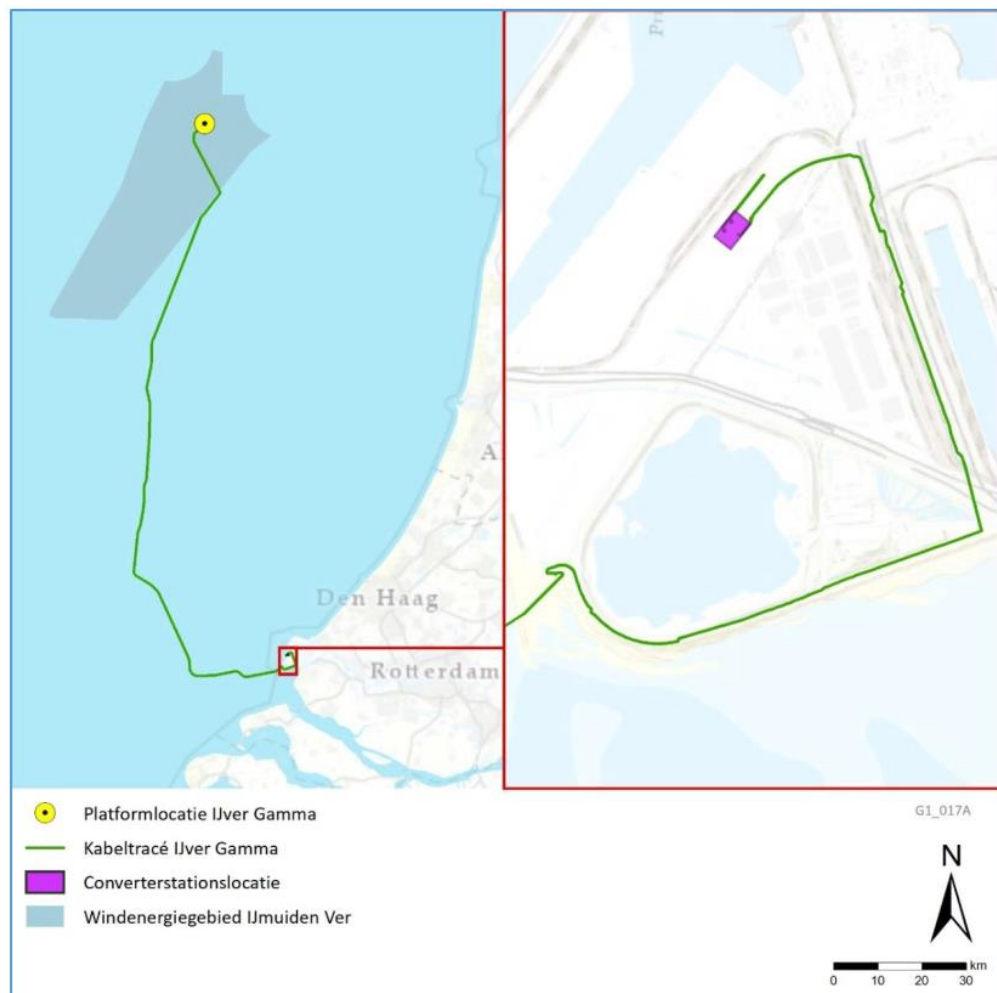 Pri
A
Den Haag
Rotterdam
Platformlocatie IJver Gamma
Kabeltracé IJver Gamma
Converterstationslocatie
Windenergiegebied IJmuiden Ver
G1_017A
N
km
0 10 20 30